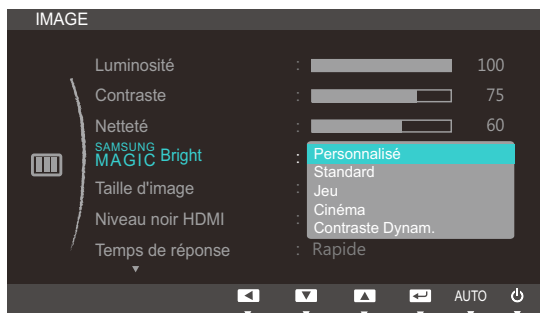 IMAGE
Luminosité : 100
Contraste : 75
Netteté : 60
SAMSUNG
MAGIC Bright : Personnalisé
Standard
Taille d'image :
Jeu
Niveau noir HDMI :
Cinéma
Contraste Dynam.
Temps de réponse : Rapide
AUTO